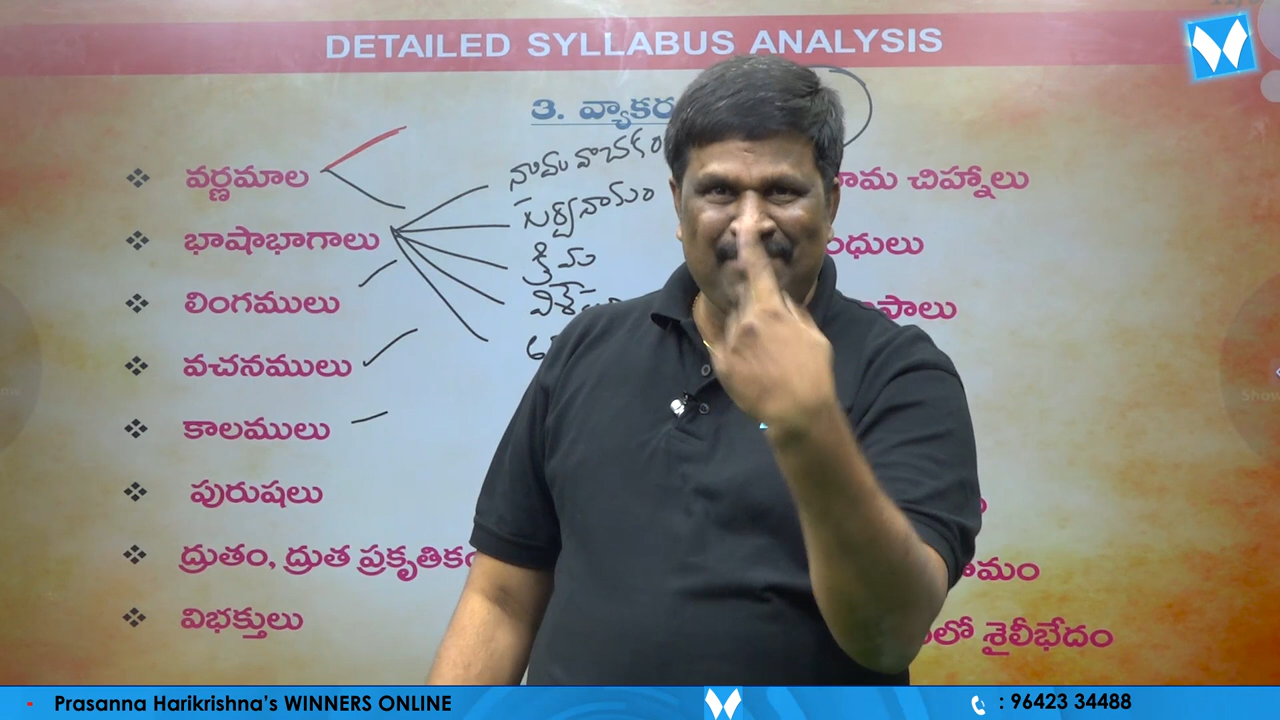 DETAILED SYLLABUS ANALYSIS
3. వ్యాకర
వర్ణమాల
భాషాభాగాలు
లింగములు
వచనములు
కాలములు
పురుషలు
ద్రుతం, ద్రుత ప్రకృతికం
విభక్తులు
నామవాచకం
సర్వనామం
క్రియ
విశే
చిహ్నాలు
శైలీభేదం
Prasanna Harikrishna's WINNERS ONLINE
: 96423 34488